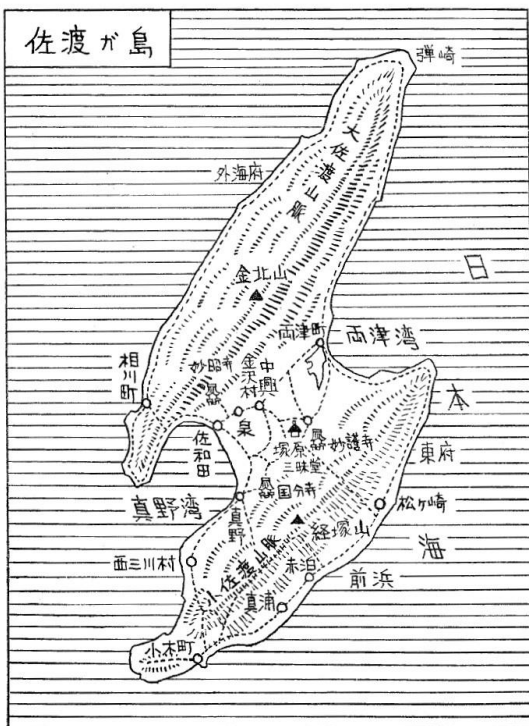 佐渡が島
弾崎
大佐渡山脈
外海府
金北山
日本海
両津町
両津湾
相川町
妙昭寺
金沢村
中興
泉
佐和田
塚原
三昧堂
妙護寺
東府
国分寺
真野湾
真野
松ヶ崎
経塚山
西三川村
小佐渡山脈
赤泊
前浜
真浦
小木町